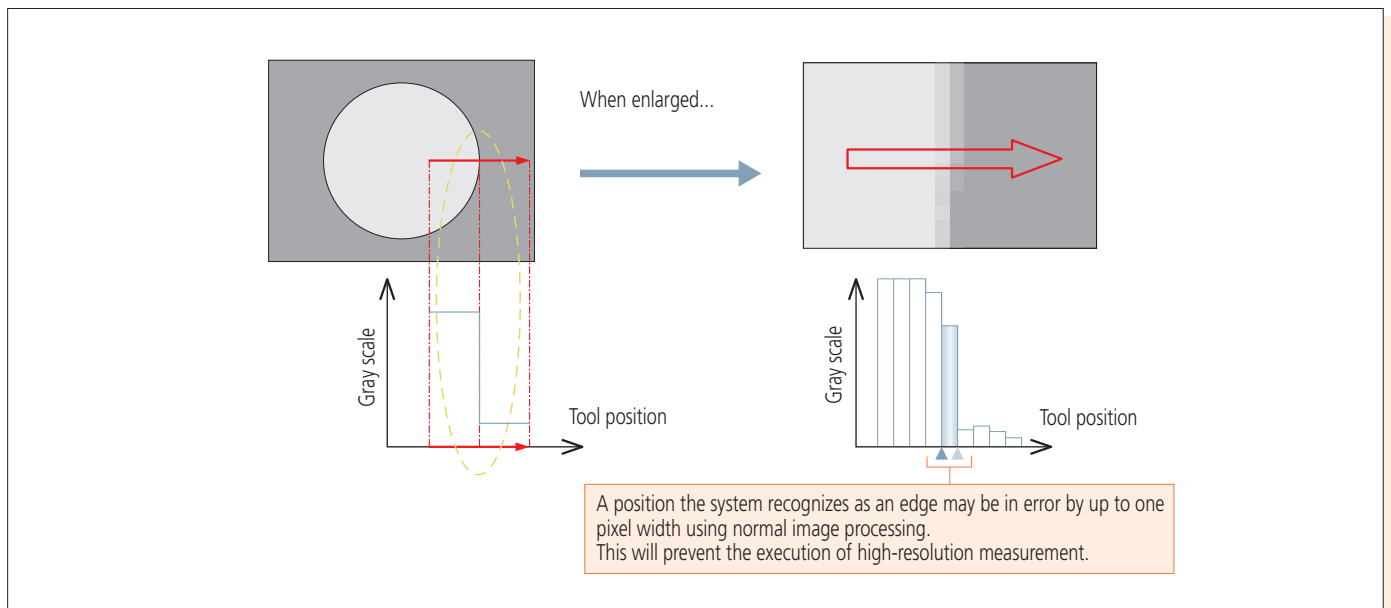 When enlarged...
Gray scale
Tool position
Gray scale
Tool position
A position the system recognizes as an edge may be in error by up to one
pixel width using normal image processing.
This will prevent the execution of high-resolution measurement.